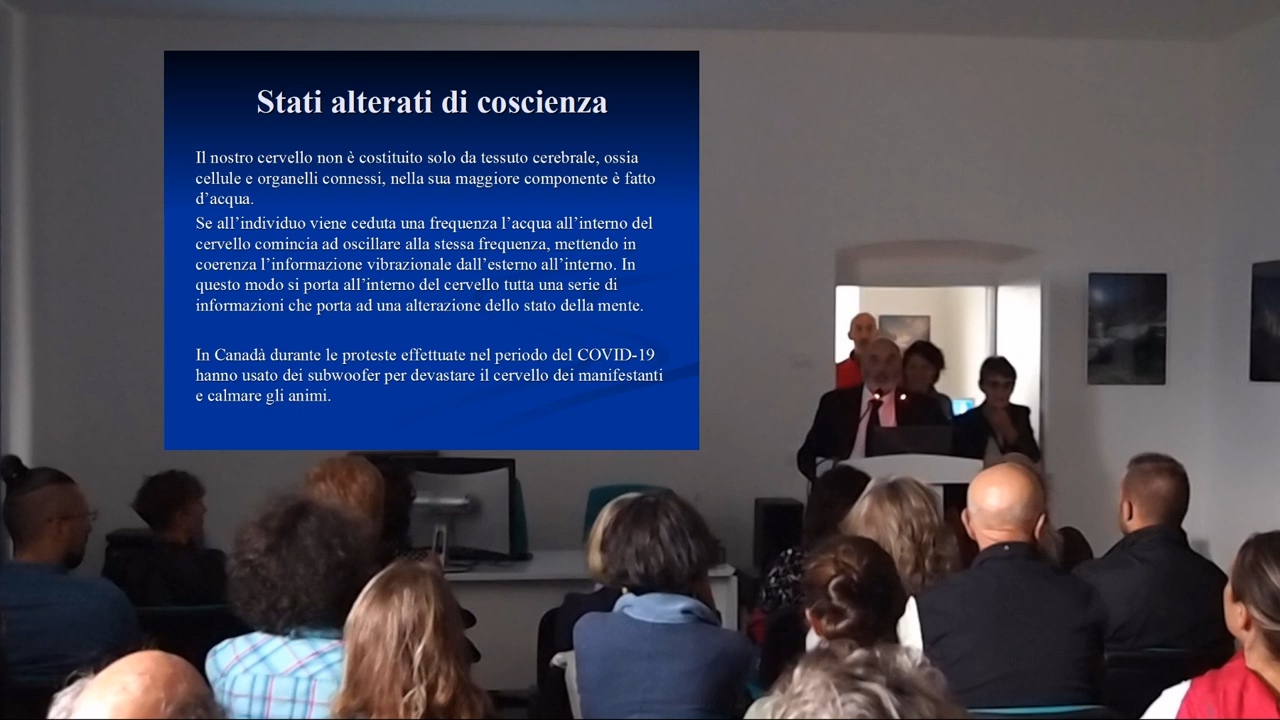 Stati alterati di coscienza
Il nostro cervello non è costituito solo da tessuto cerebrale, ossia
cellule e organelli connessi, nella sua maggiore componente è fatto
d’acqua.
Se all’individuo viene ceduta una frequenza l’acqua all’interno del
cervello comincia ad oscillare alla stessa frequenza, mettendo in
coerenza l’informazione vibrazionale dall’esterno all’interno. In
questo modo si porta all’interno del cervello tutta una serie di
informazioni che porta ad una alterazione dello stato della mente.
In Canadà durante le proteste effettuate nel periodo del COVID-19
hanno usato dei subwoofer per devastare il cervello dei manifestanti
e calmare gli animi.